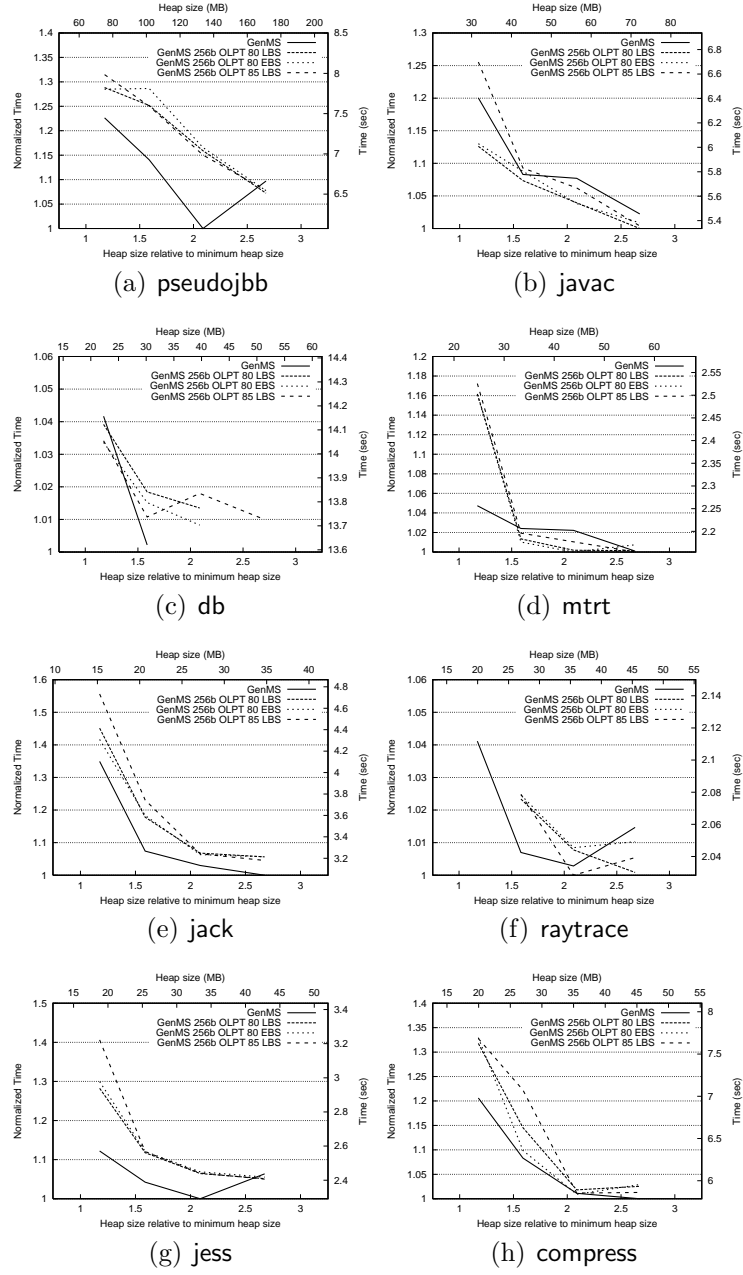 Heap size (MB)
60 80 100 120 140 160 180 200
1.4
1.35
1.3
1.25
1.2
1.15
1.1
1.05
1
Normalized Time
GenMS
GenMS 256b OLPT 80 LBS
GenMS 256b OLPT 80 EBS
GenMS 256b OLPT 85 LBS
8.5
8
7.5
7
6.5
Time (sec)
1 1.5 2 2.5 3
Heap size relative to minimum heap size
(a) pseudojbb
Heap size (MB)
30 40 50 60 70 80
1.3
1.25
1.2
1.15
1.1
1.05
1
Normalized Time
GenMS
GenMS 256b OLPT 80 LBS
GenMS 256b OLPT 80 EBS
GenMS 256b OLPT 85 LBS
6.8
6.6
6.4
6.2
6
5.8
5.6
5.4
Time (sec)
1 1.5 2 2.5 3
Heap size relative to minimum heap size
(b) javac
Heap size (MB)
15 20 25 30 35 40 45 50 55 60
1.06
1.05
1.04
1.03
1.02
1.01
1
Normalized Time
GenMS
GenMS 256b OLPT 80 LBS
GenMS 256b OLPT 80 EBS
GenMS 256b OLPT 85 LBS
14.4
14.3
14.2
14.1
14
13.9
13.8
13.7
13.6
Time (sec)
1 1.5 2 2.5 3
Heap size relative to minimum heap size
(c) db
Heap size (MB)
20 30 40 50 60
1.2
1.18
1.16
1.14
1.12
1.1
1.08
1.06
1.04
1.02
1
Normalized Time
GenMS
GenMS 256b OLPT 80 LBS
GenMS 256b OLPT 80 EBS
GenMS 256b OLPT 85 LBS
2.55
2.5
2.45
2.4
2.35
2.3
2.25
2.2
Time (sec)
1 1.5 2 2.5 3
Heap size relative to minimum heap size
(d) mtrt
Heap size (MB)
10 15 20 25 30 35 40
1.6
1.5
1.4
1.3
1.2
1.1
1
Normalized Time
GenMS
GenMS 256b OLPT 80 LBS
GenMS 256b OLPT 80 EBS
GenMS 256b OLPT 85 LBS
4.8
4.6
4.4
4.2
4
3.8
3.6
3.4
3.2
Time (sec)
1 1.5 2 2.5 3
Heap size relative to minimum heap size
(e) jack
Heap size (MB)
15 20 25 30 35 40 45 50 55
1.06
1.05
1.04
1.03
1.02
1.01
1
Normalized Time
GenMS
GenMS 256b OLPT 80 LBS
GenMS 256b OLPT 80 EBS
GenMS 256b OLPT 85 LBS
2.14
2.12
2.1
2.08
2.06
2.04
Time (sec)
1 1.5 2 2.5 3
Heap size relative to minimum heap size
(f) raytrace
Heap size (MB)
15 20 25 30 35 40 45 50
1.5
1.4
1.3
1.2
1.1
1
Normalized Time
GenMS
GenMS 256b OLPT 80 LBS
GenMS 256b OLPT 80 EBS
GenMS 256b OLPT 85 LBS
3.4
3.2
3
2.8
2.6
2.4
Time (sec)
1 1.5 2 2.5 3
Heap size relative to minimum heap size
(g) jess
Heap size (MB)
15 20 25 30 35 40 45 50 55
1.4
1.35
1.3
1.25
1.2
1.15
1.1
1.05
1
Normalized Time
GenMS
GenMS 256b OLPT 80 LBS
GenMS 256b OLPT 80 EBS
GenMS 256b OLPT 85 LBS
8
7.5
7
6.5
6
Time (sec)
1 1.5 2 2.5 3
Heap size relative to minimum heap size
(h) compress